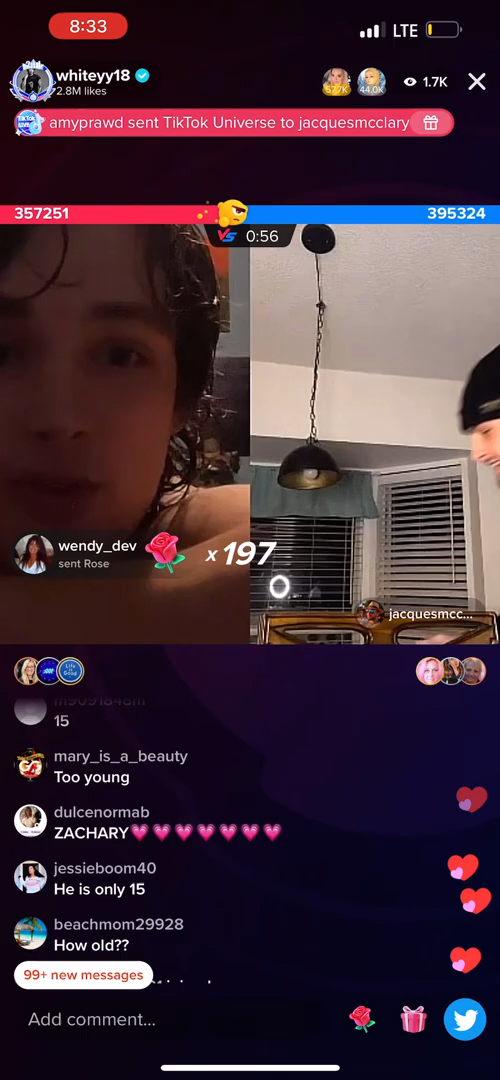 8:33
LTE
whiteyy18
2.8M likes
57.7K
44.0K
1.7K
amyprawd sent TikTok Universe to jacquesmcclary
357251
395324
VS 0:56
wendy_dev
sent Rose
x 197
jacquesmcc...
15
mary_is_a_beauty
Too young
dulcenormab
ZACHARY💗💗💗💗💗💗💗
jessieboom40
He is only 15
beachmom29928
How old??
99+ new messages
Add comment...